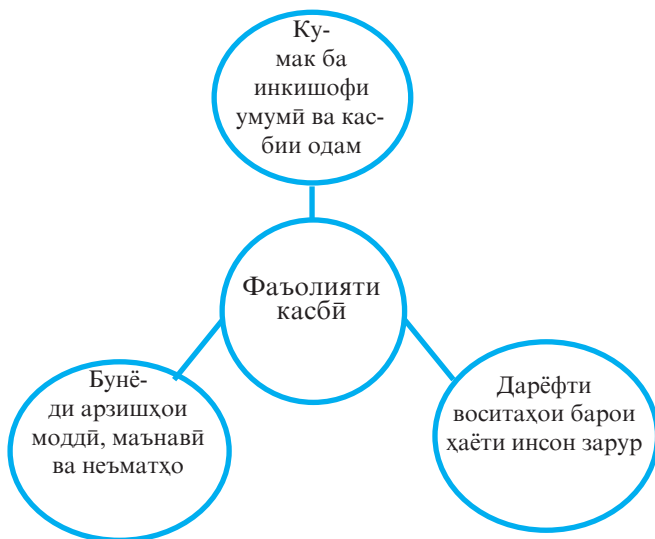 Ку-
мак ба
инкишофи
умумӣ ва кас-
бии одам
Фаъолияти
касбӣ
Бунё-
ди арзишҳои
моддӣ, маънавӣ
ва неъматҳо
Дарёфти
воситаҳои барои
ҳаёти инсон зарур